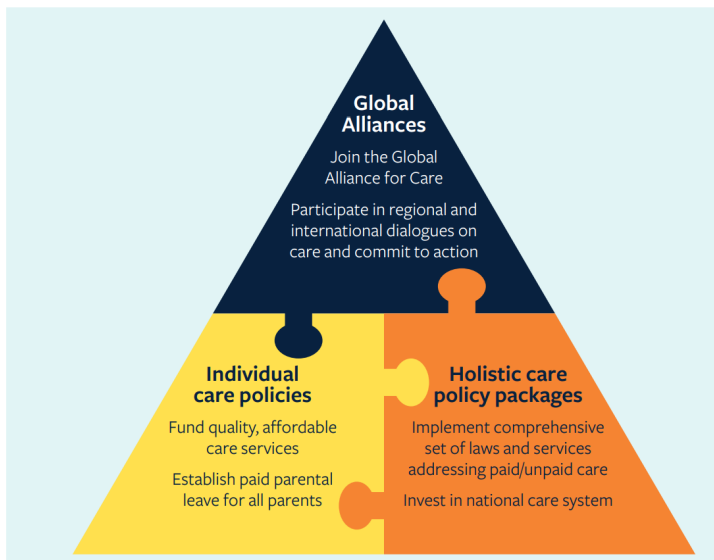 Global
Alliances
Join the Global
Alliance for Care
Participate in regional and
international dialogues on
care and commit to action
Individual
care policies
Fund quality, affordable
care services
Establish paid parental
leave for all parents
Holistic care
policy packages
Implement comprehensive
set of laws and services
addressing paid/unpaid care
Invest in national care system